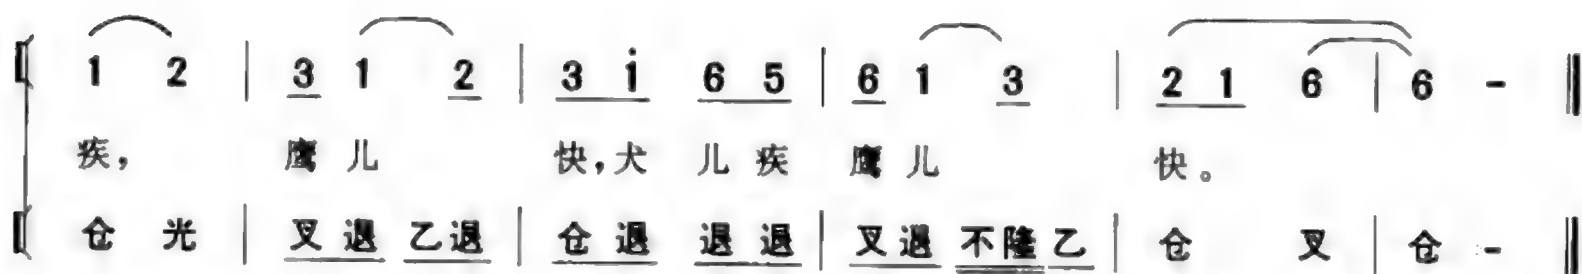 1 2 | 3 1 2 | 3 i 6 5 | 6 1 3 | 2 1 6 | 6 - ‖
疾， 鹰儿 快，犬 儿疾 鹰儿 快。
仓 光 | 叉退 乙退 | 仓退 退退 | 叉退 不隆乙 | 仓 叉 | 仓 - ‖